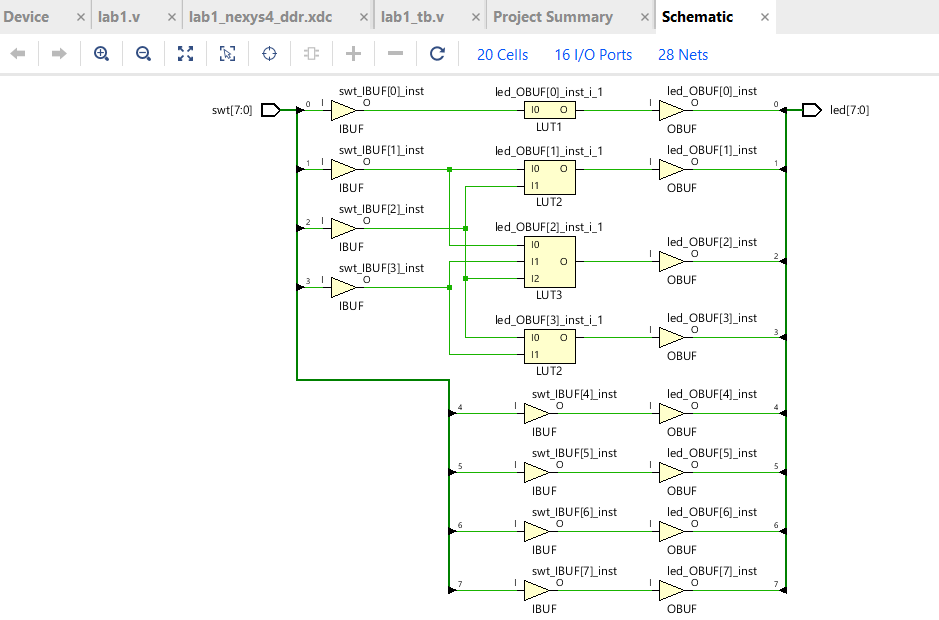 Device × lab1.v × lab1_nexys4_ddr.xdc × lab1_tb.v × Project Summary × Schematic ×
20 Cells 16 I/O Ports 28 Nets
swt_IBUF[0]_inst led_OBUF[0]_inst_i_1 led_OBUF[0]_inst
swt[7:0] 0 I O I0 O I O 0 led[7:0]
IBUF LUT1 OBUF
swt_IBUF[1]_inst led_OBUF[1]_inst_i_1 led_OBUF[1]_inst
1 I O I0 O I O 1
IBUF I1 OBUF
LUT2
swt_IBUF[2]_inst
2 I O
IBUF
led_OBUF[2]_inst_i_1 led_OBUF[2]_inst
I0
I1 O I O 2
I2
LUT3 OBUF
swt_IBUF[3]_inst
3 I O
IBUF
led_OBUF[3]_inst_i_1 led_OBUF[3]_inst
I0 O I O 3
I1
LUT2 OBUF
swt_IBUF[4]_inst led_OBUF[4]_inst
4 I O I O 4
IBUF OBUF
swt_IBUF[5]_inst led_OBUF[5]_inst
5 I O I O 5
IBUF OBUF
swt_IBUF[6]_inst led_OBUF[6]_inst
6 I O I O 6
IBUF OBUF
swt_IBUF[7]_inst led_OBUF[7]_inst
7 I O I O 7
IBUF OBUF